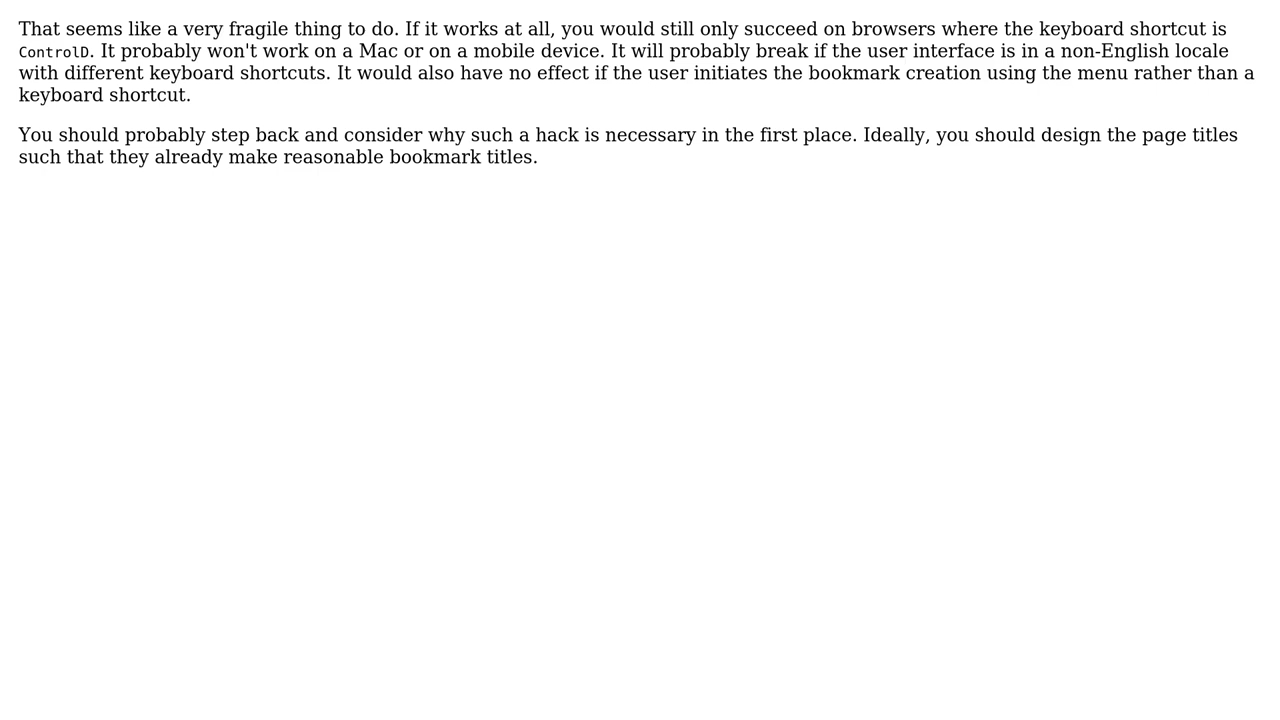 That seems like a very fragile thing to do. If it works at all, you would still only succeed on browsers where the keyboard shortcut is
ControlD. It probably won't work on a Mac or on a mobile device. It will probably break if the user interface is in a non-English locale
with different keyboard shortcuts. It would also have no effect if the user initiates the bookmark creation using the menu rather than a
keyboard shortcut.
You should probably step back and consider why such a hack is necessary in the first place. Ideally, you should design the page titles
such that they already make reasonable bookmark titles.